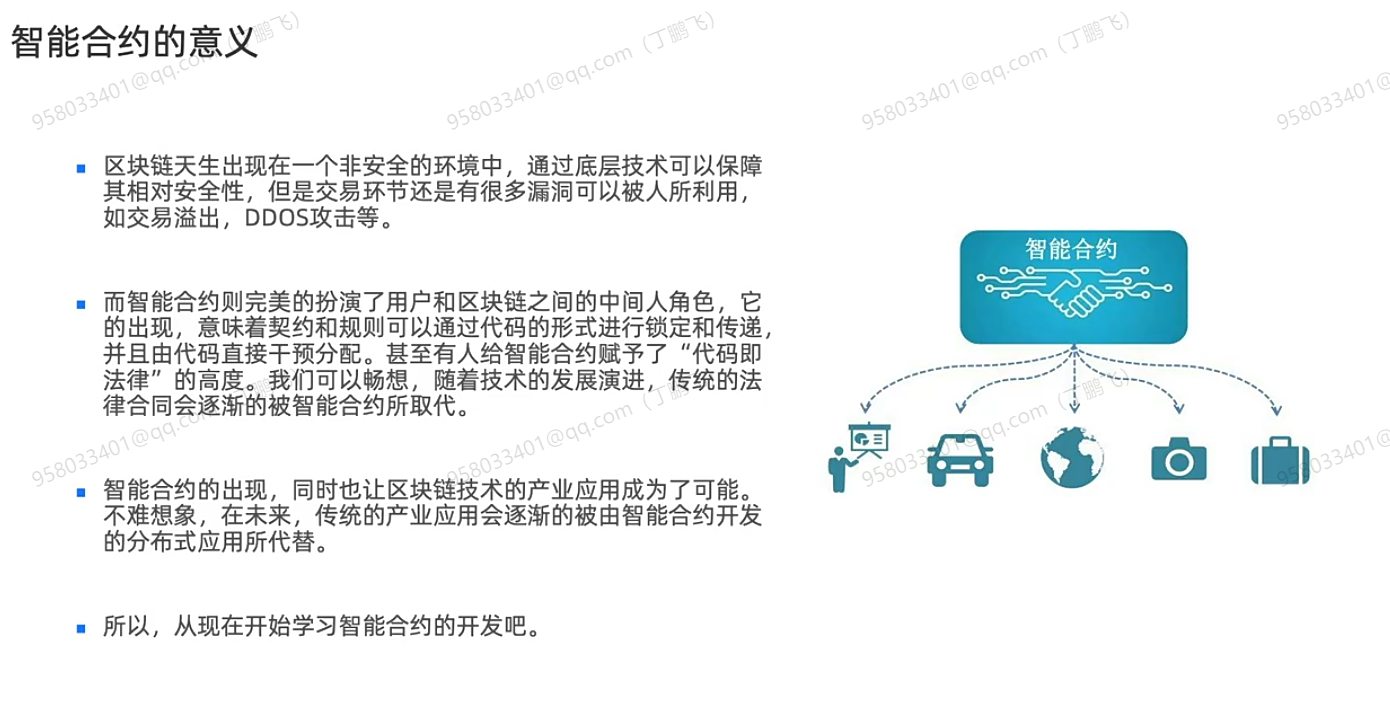 智能合约的意义
958033401@qq.com（丁鹏飞）
958033401@qq.com（丁鹏飞）
958033401@qq.com（丁鹏飞）
958033401@
区块链天生出现在一个非安全的环境中，通过底层技术可以保障
其相对安全性，但是交易环节还是有很多漏洞可以被人所利用，
如交易溢出，DDOS攻击等。
智能合约
而智能合约则完美的扮演了用户和区块链之间的中间人角色，它
的出现，意味着契约和规则可以通过代码的形式进行锁定和传递，
并且由代码直接干预分配。甚至有人给智能合约赋予了“代码即
法律”的高度。我们可以畅想，随着技术的发展演进，传统的法
律合同会逐渐的被智能合约所取代。
958033401@qq.com（丁鹏飞）
958033401@qq.com（丁鹏飞）
958033401@qq.com（丁鹏飞）
958033401@
智能合约的出现，同时也让区块链技术的产业应用成为了可能。
不难想象，在未来，传统的产业应用会逐渐的被由智能合约开发
的分布式应用所代替。
所以，从现在开始学习智能合约的开发吧。